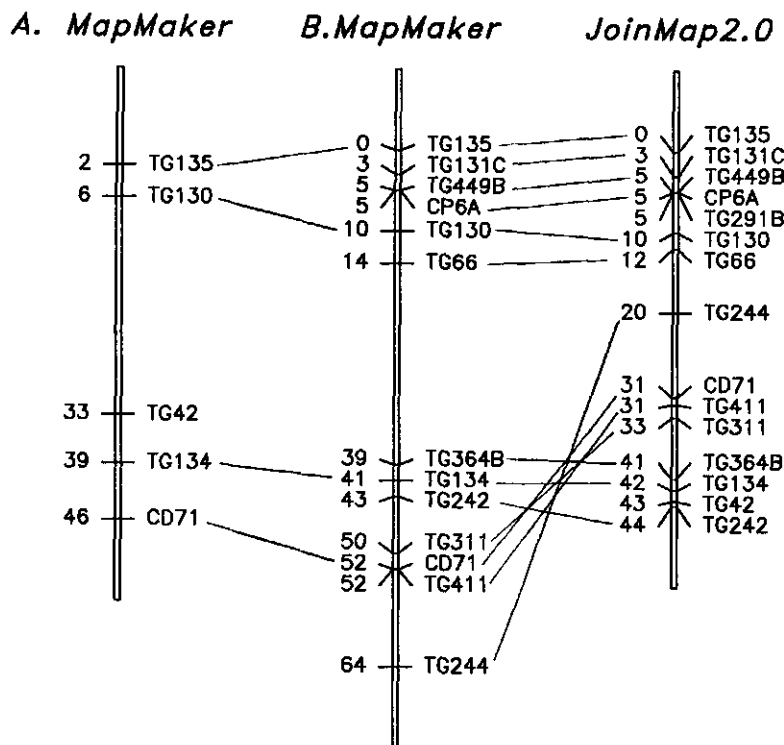 A. MapMaker
2 TG135
6 TG130
33 TG42
39 TG134
46 CD71
B.MapMaker
0 TG135
3 TG131C
5 TG449B
5 CP6A
10 TG130
14 TG66
39 TG364B
41 TG134
43 TG242
50 TG311
52 CD71
52 TG411
64 TG244
JoinMap2.0
0 TG135
3 TG131C
5 TG449B
5 CP6A
5 TG291B
10 TG130
12 TG66
20 TG244
31 CD71
31 TG411
33 TG311
41 TG364B
42 TG134
43 TG42
44 TG242